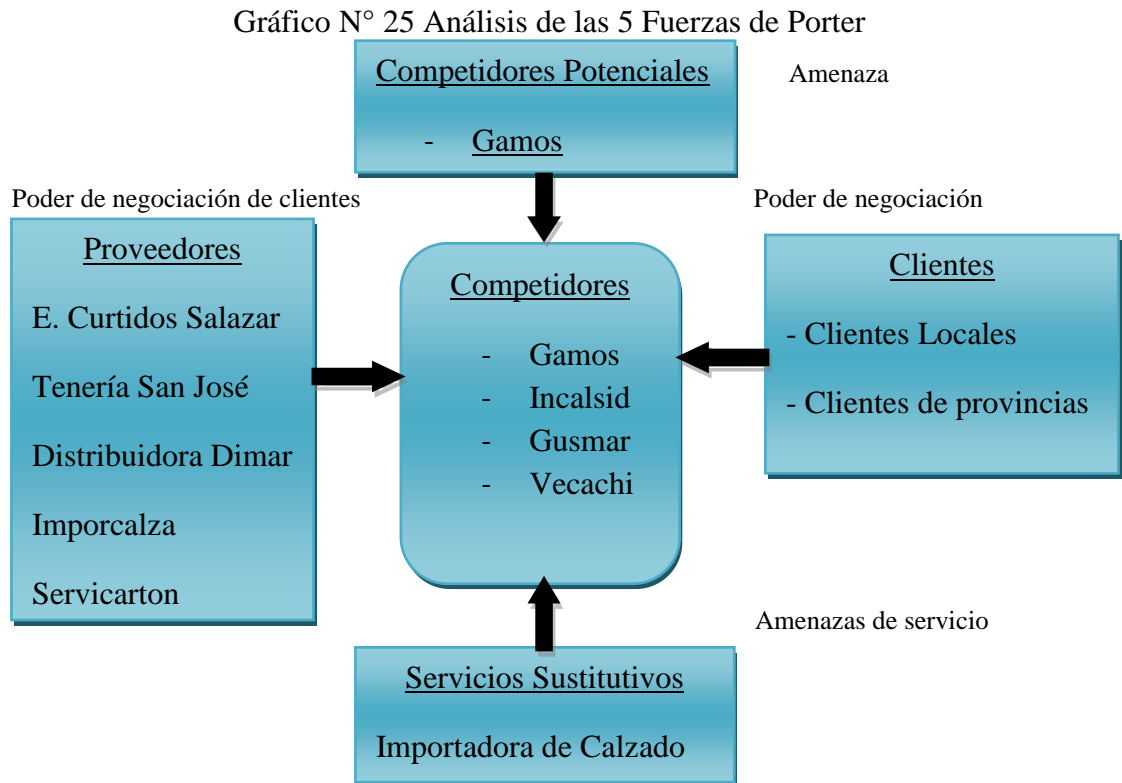 Gráfico N° 25 Análisis de las 5 Fuerzas de Porter
Competidores Potenciales
- Gamos
Amenaza
Poder de negociación de clientes
Proveedores
E. Curtidos Salazar
Tenería San José
Distribuidora Dimar
Imporcalza
Servicarton
Competidores
- Gamos
- Incalsid
- Gusmar
- Vecachi
Poder de negociación
Clientes
- Clientes Locales
- Clientes de provincias
Amenazas de servicio
Servicios Sustitutivos
Importadora de Calzado